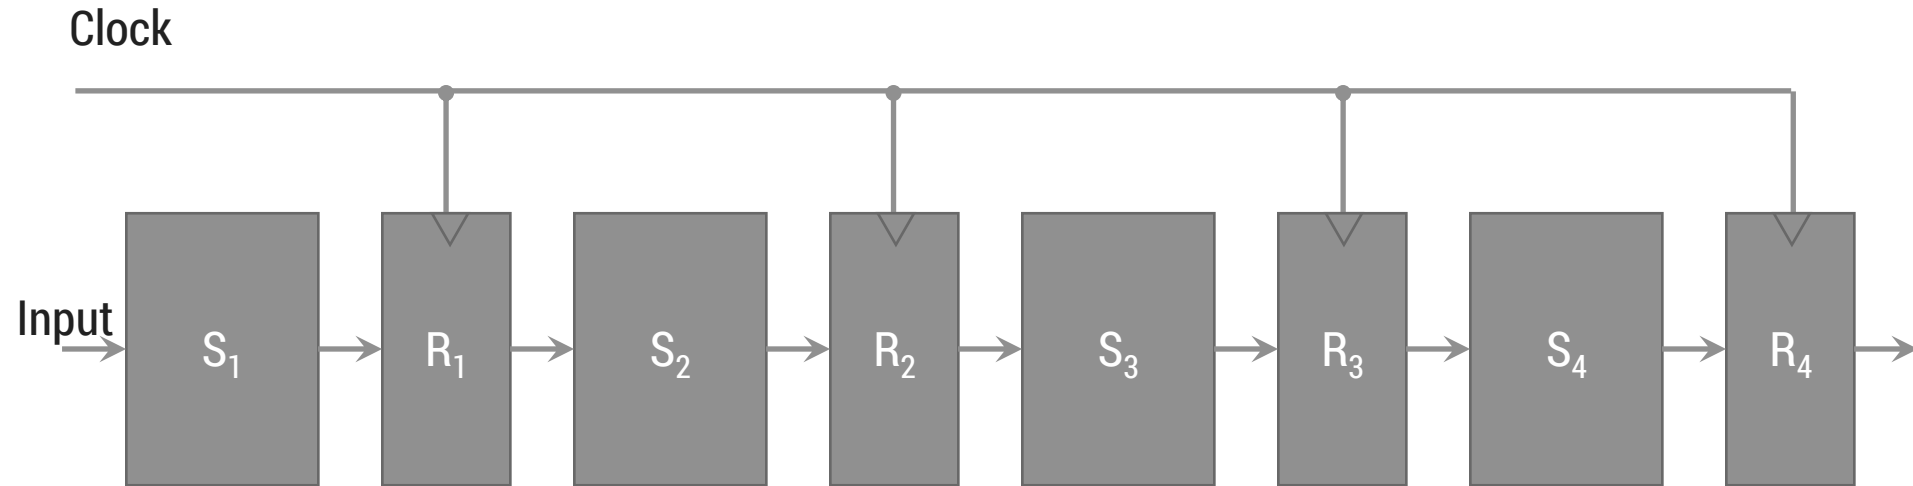 Clock
Input
S₁
R₁
S₂
R₂
S₃
R₃
S₄
R₄